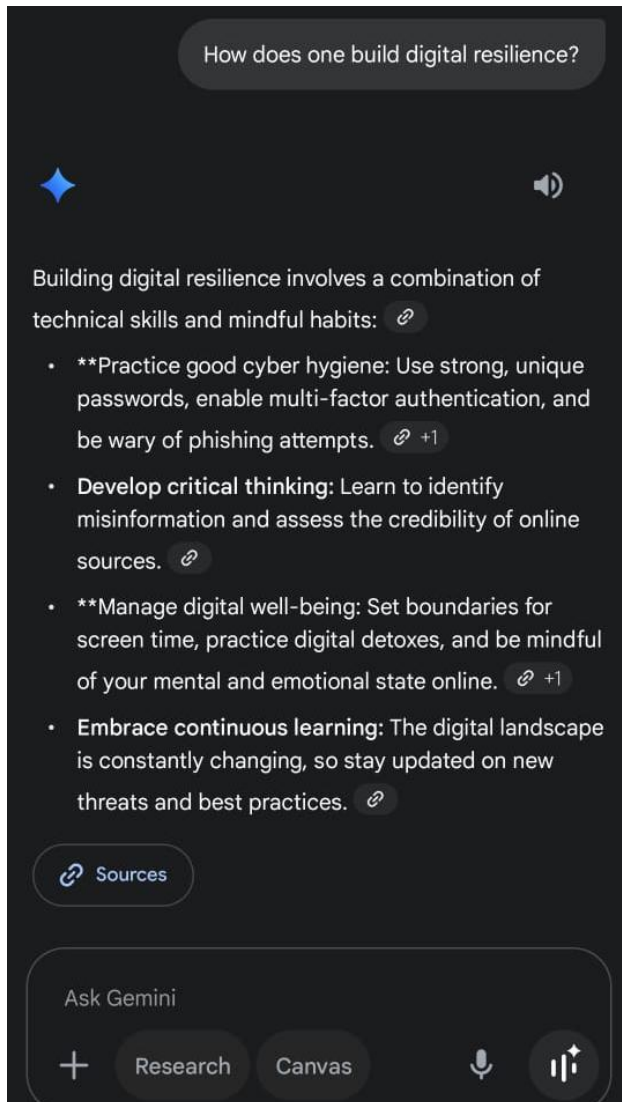 How does one build digital resilience?
Building digital resilience involves a combination of
technical skills and mindful habits:
• **Practice good cyber hygiene: Use strong, unique
passwords, enable multi-factor authentication, and
be wary of phishing attempts. +1
• Develop critical thinking: Learn to identify
misinformation and assess the credibility of online
sources.
• **Manage digital well-being: Set boundaries for
screen time, practice digital detoxes, and be mindful
of your mental and emotional state online. +1
• Embrace continuous learning: The digital landscape
is constantly changing, so stay updated on new
threats and best practices.
Sources
Ask Gemini
Research Canvas